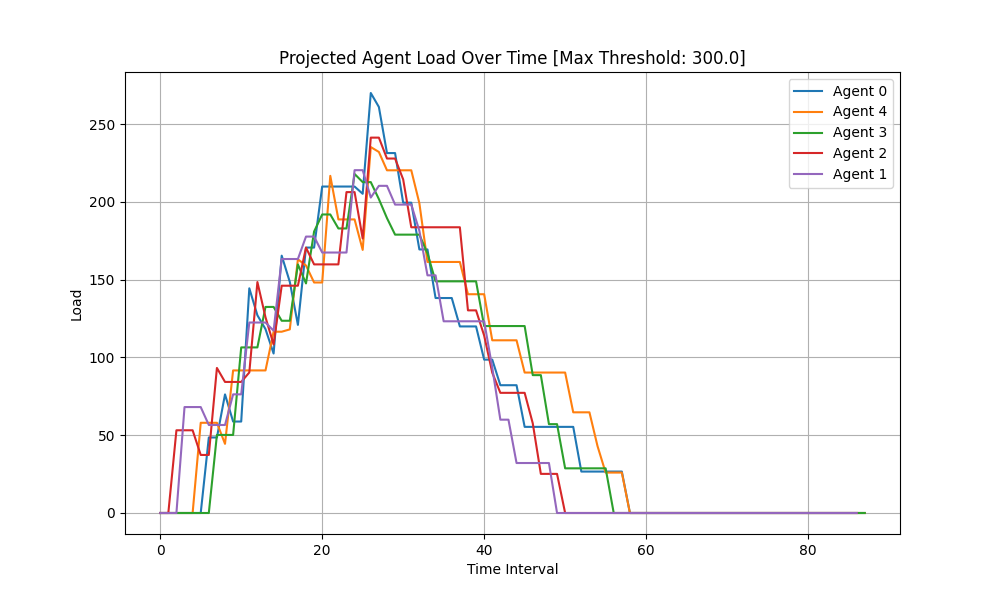 Projected Agent Load Over Time [Max Threshold: 300.0]
Agent 0
Agent 4
Agent 3
Agent 2
Agent 1
250
200
150
100
50
0
Load
0 20 40 60 80
Time Interval